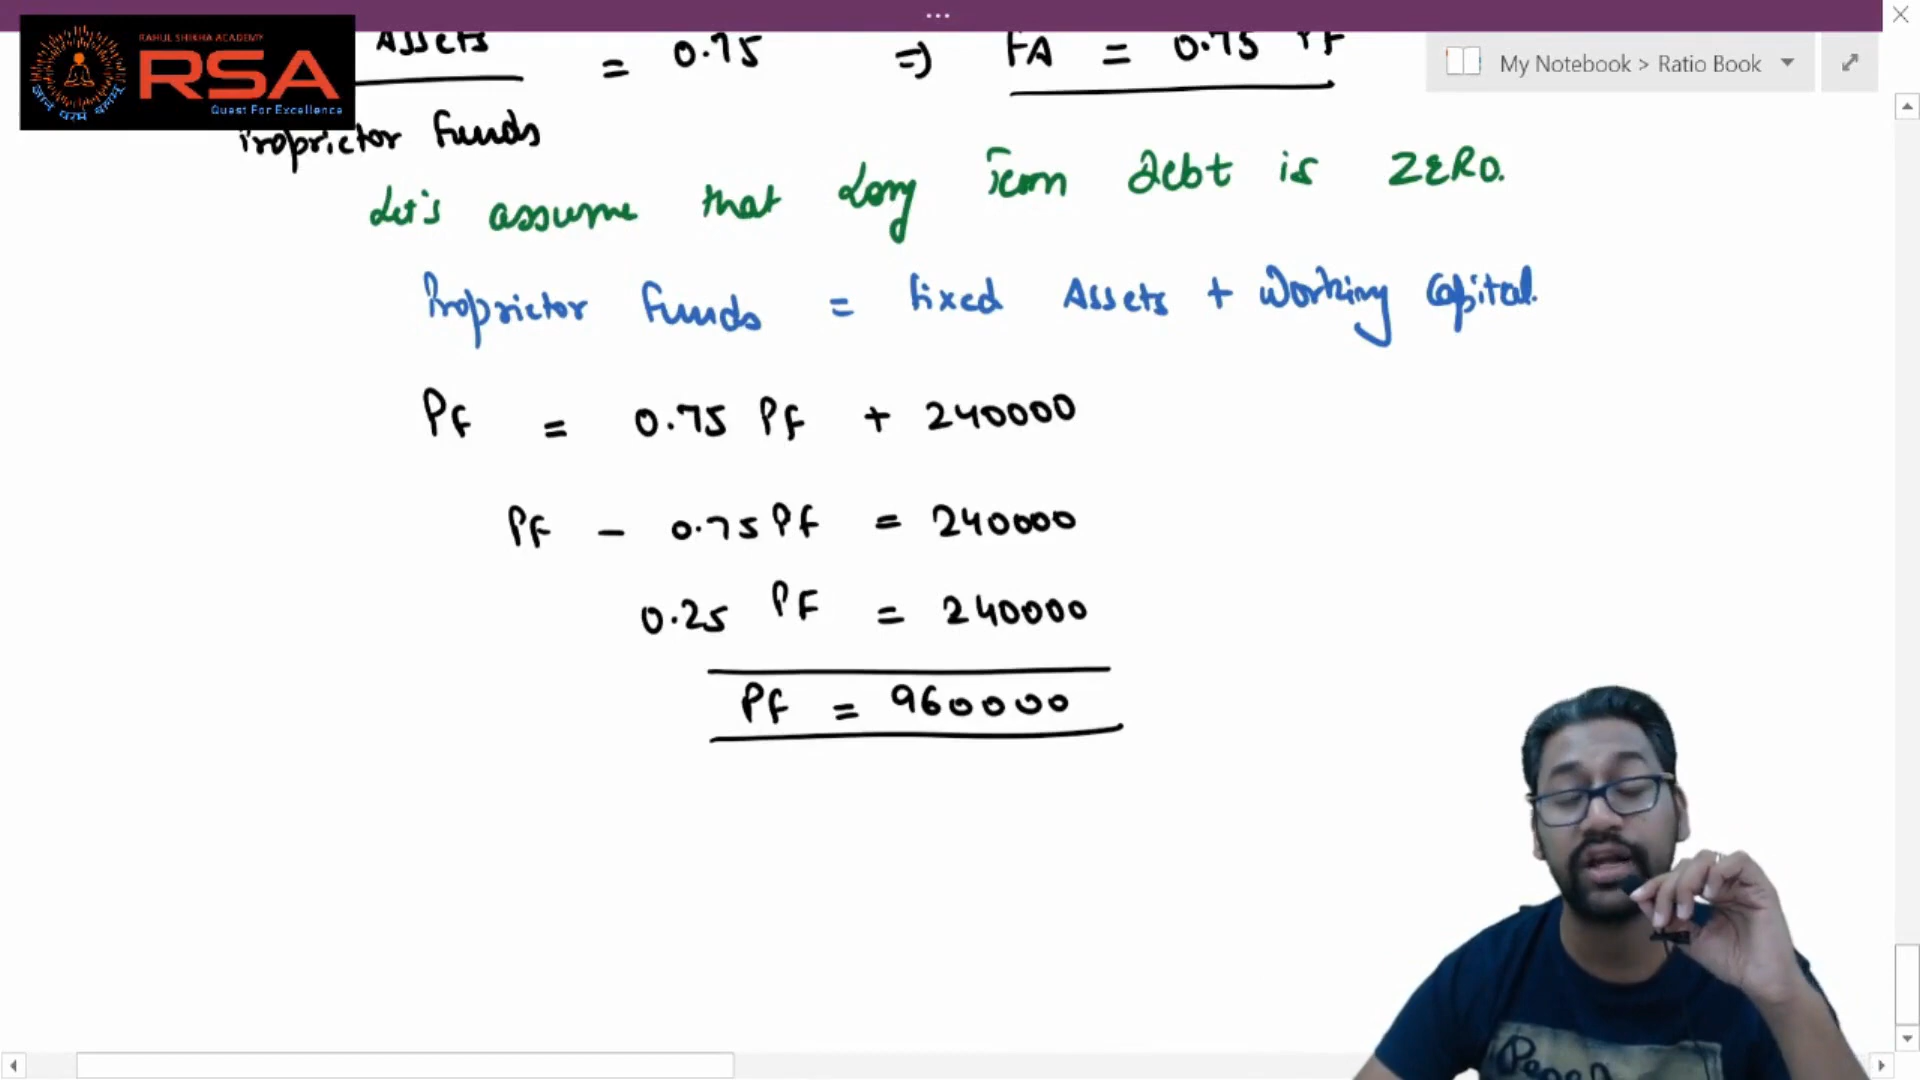 ...
RAHUL SHIKHA ACADEMY
RSA
Quest For Excellence
My Notebook > Ratio Book
Assets = 0.75 => FA = 0.75 PF
Proprietor Funds
Let's assume that Long Term Debt is ZERO.
Proprietor Funds = Fixed Assets + Working Capital.
PF = 0.75 PF + 240000
PF - 0.75 PF = 240000
0.25 PF = 240000
PF = 960000